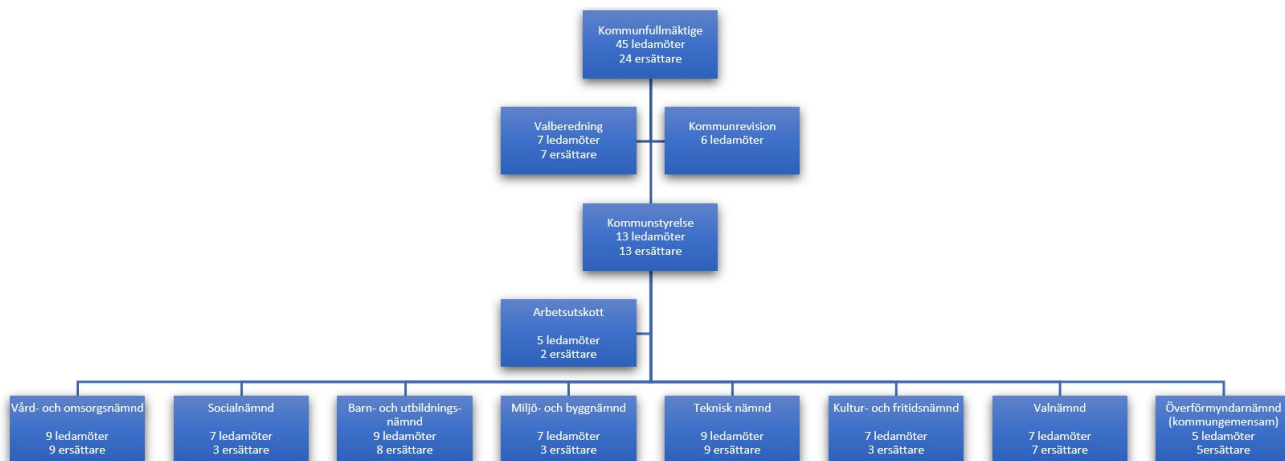 Kommunfullmäktige
45 ledamöter
24 ersättare
Valberedning
7 ledamöter
7 ersättare
Kommunrevision
6 ledamöter
Kommunstyrelse
13 ledamöter
13 ersättare
Arbetsutskott
5 ledamöter
2 ersättare
Vård- och omsorgsnämnd
9 ledamöter
9 ersättare
Socialnämnd
7 ledamöter
3 ersättare
Barn- och utbildnings-
nämnd
9 ledamöter
8 ersättare
Miljö- och byggnämnd
7 ledamöter
3 ersättare
Teknisk nämnd
9 ledamöter
9 ersättare
Kultur- och fritidsnämnd
7 ledamöter
3 ersättare
Valnämnd
7 ledamöter
7 ersättare
Överförmyndarnämnd
(kommungemensam)
5 ledamöter
5ersättare